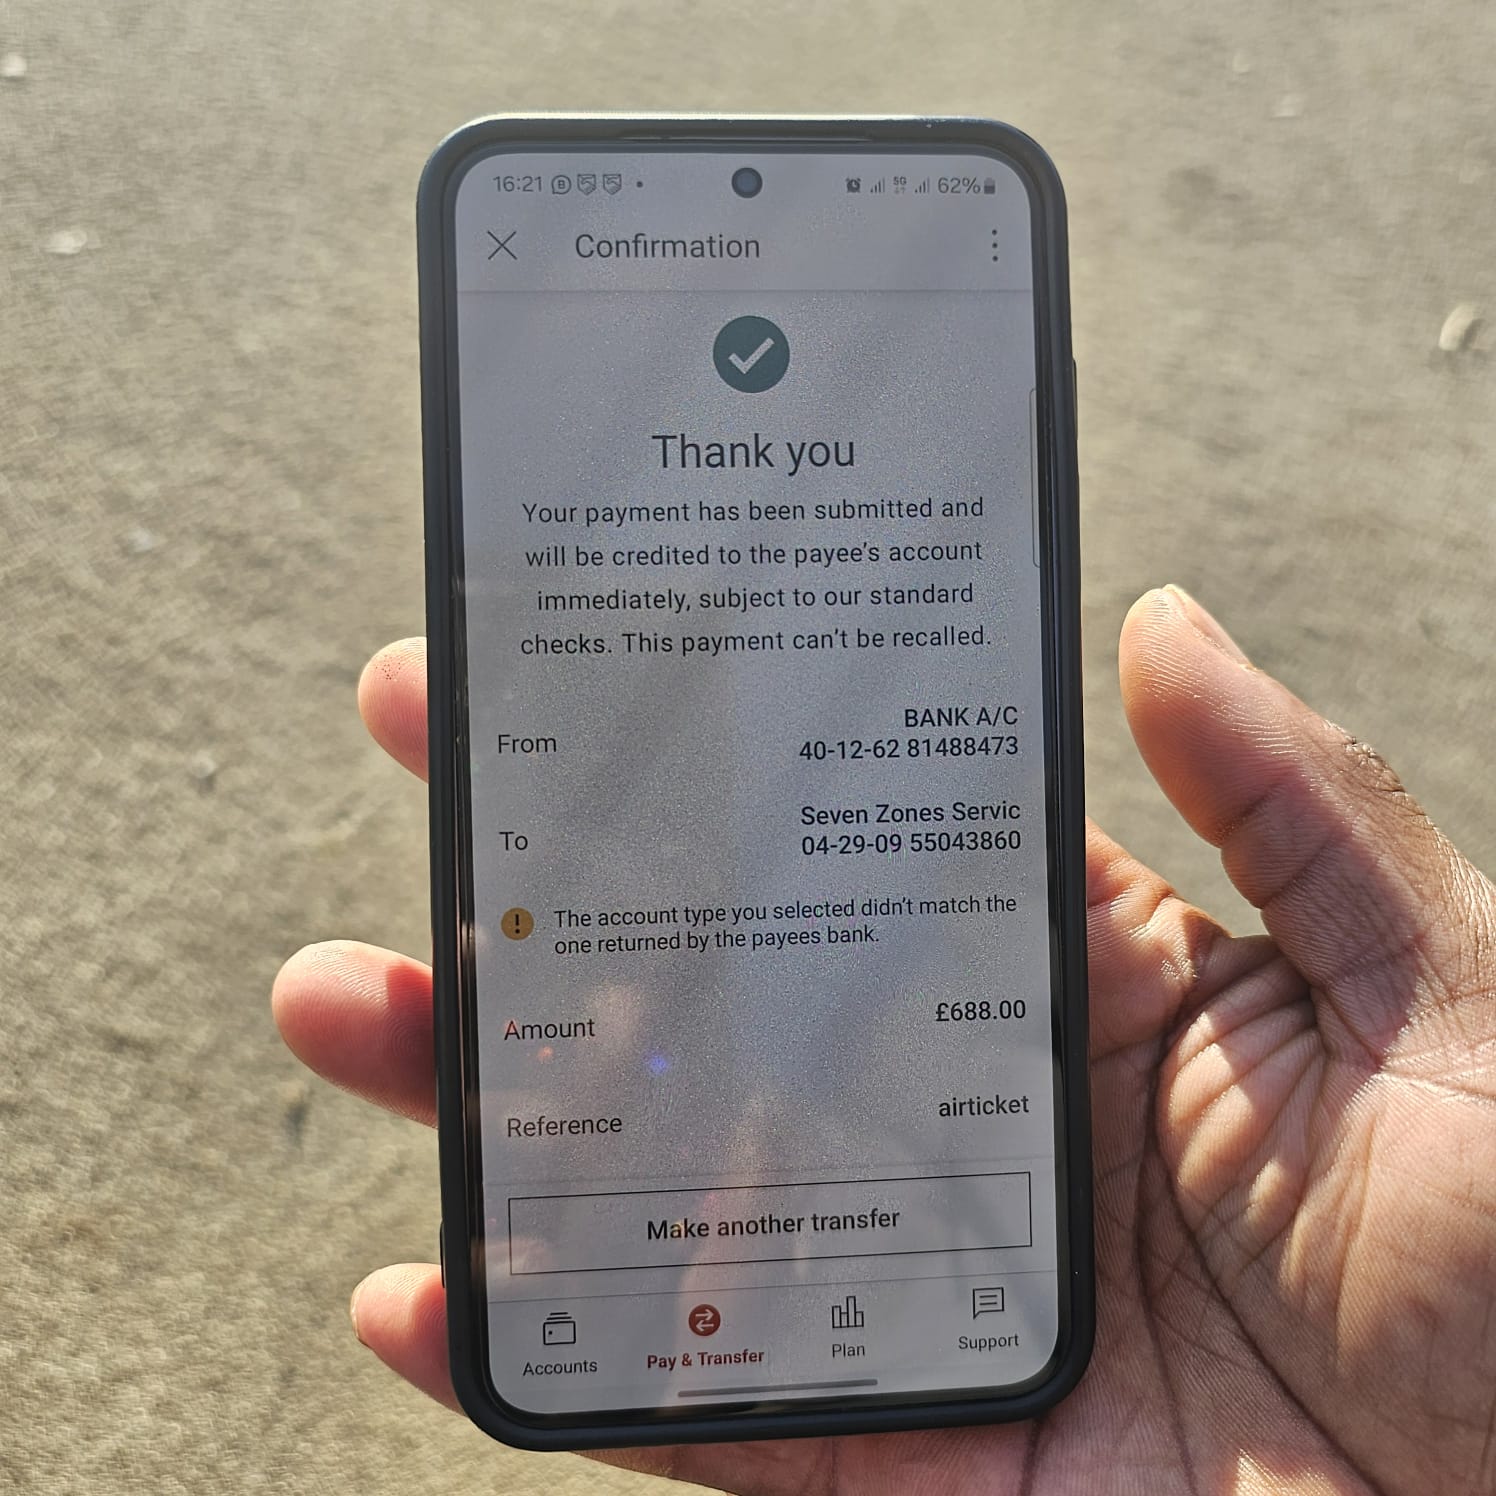 16:21
5G
62%
Confirmation
Thank you
Your payment has been submitted and
will be credited to the payee's account
immediately, subject to our standard
checks. This payment can't be recalled.
From
BANK A/C
40-12-62 81488473
To
Seven Zones Servic
04-29-09 55043860
The account type you selected didn't match the
one returned by the payees bank.
Amount
£688.00
Reference
airticket
Make another transfer
Accounts
Pay & Transfer
Plan
Support